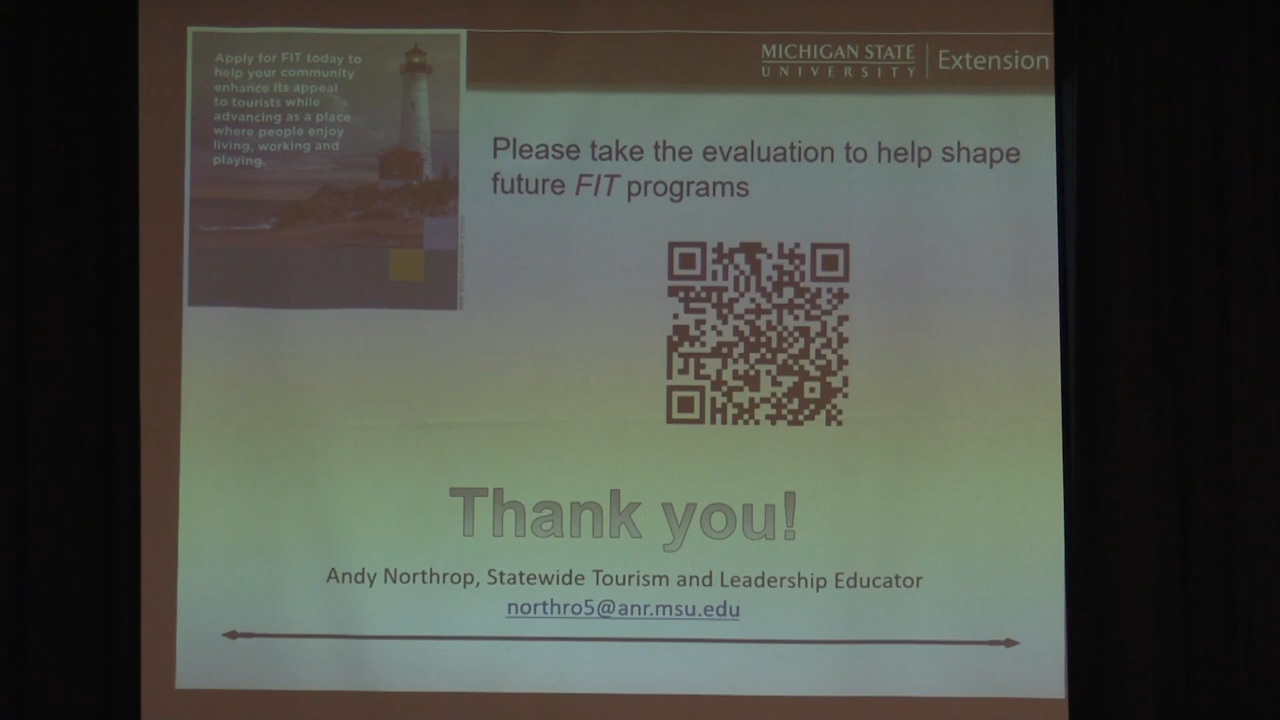 Apply for FIT today to
help your community
enhance its appeal
to tourists while
advancing as a place
where people enjoy
living, working and
playing.
MICHIGAN STATE
UNIVERSITY
Extension
Please take the evaluation to help shape
future FIT programs
Thank you!
Andy Northrop, Statewide Tourism and Leadership Educator
northro5@anr.msu.edu